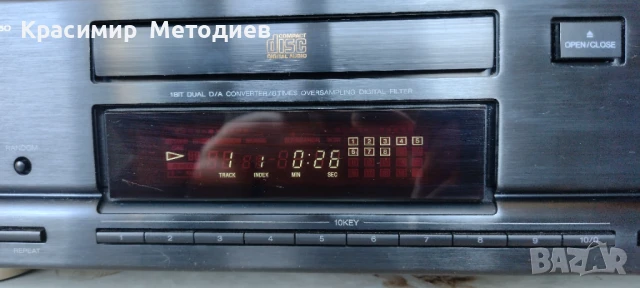 Красимир Методиев
COMPACT
disc
DIGITAL AUDIO
OPEN/CLOSE
1BIT DUAL D/A CONVERTER/8TIMES OVERSAMPLING DIGITAL FILTER
RANDOM
1 1 0:26
1 2 3 4 5
6 7 8
TRACK INDEX MIN SEC
10KEY
REPEAT
1 2 3 4 5 6 7 8 9 10/0
BAZAR